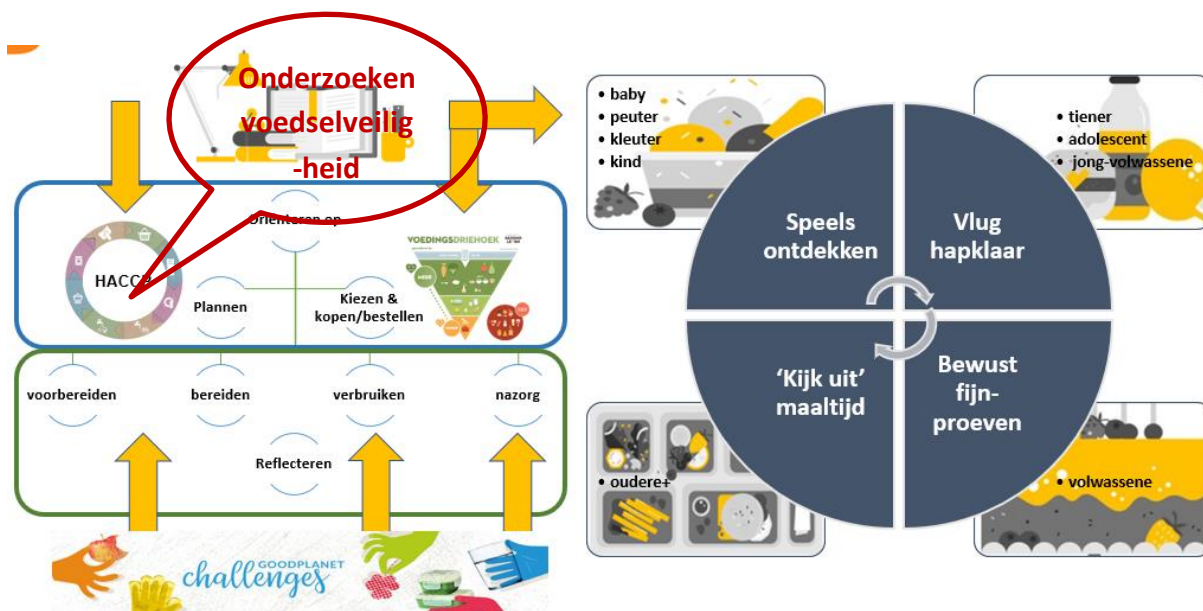 Onderzoeken
voedselveilig
-heid
Oriënteren op
HACCP
VOEDINGSDRIEHOEK
Plannen
Kiezen &
kopen/bestellen
voorbereiden
bereiden
verbruiken
nazorg
Reflecteren
GOODPLANET
challenges
• baby
• peuter
• kleuter
• kind
• tiener
• adolescent
• jong-volwassene
Speels
ontdekken
Vlug
hapklaar
‘Kijk uit’
maaltijd
Bewust
fijn-
proeven
• oudere+
• volwassene